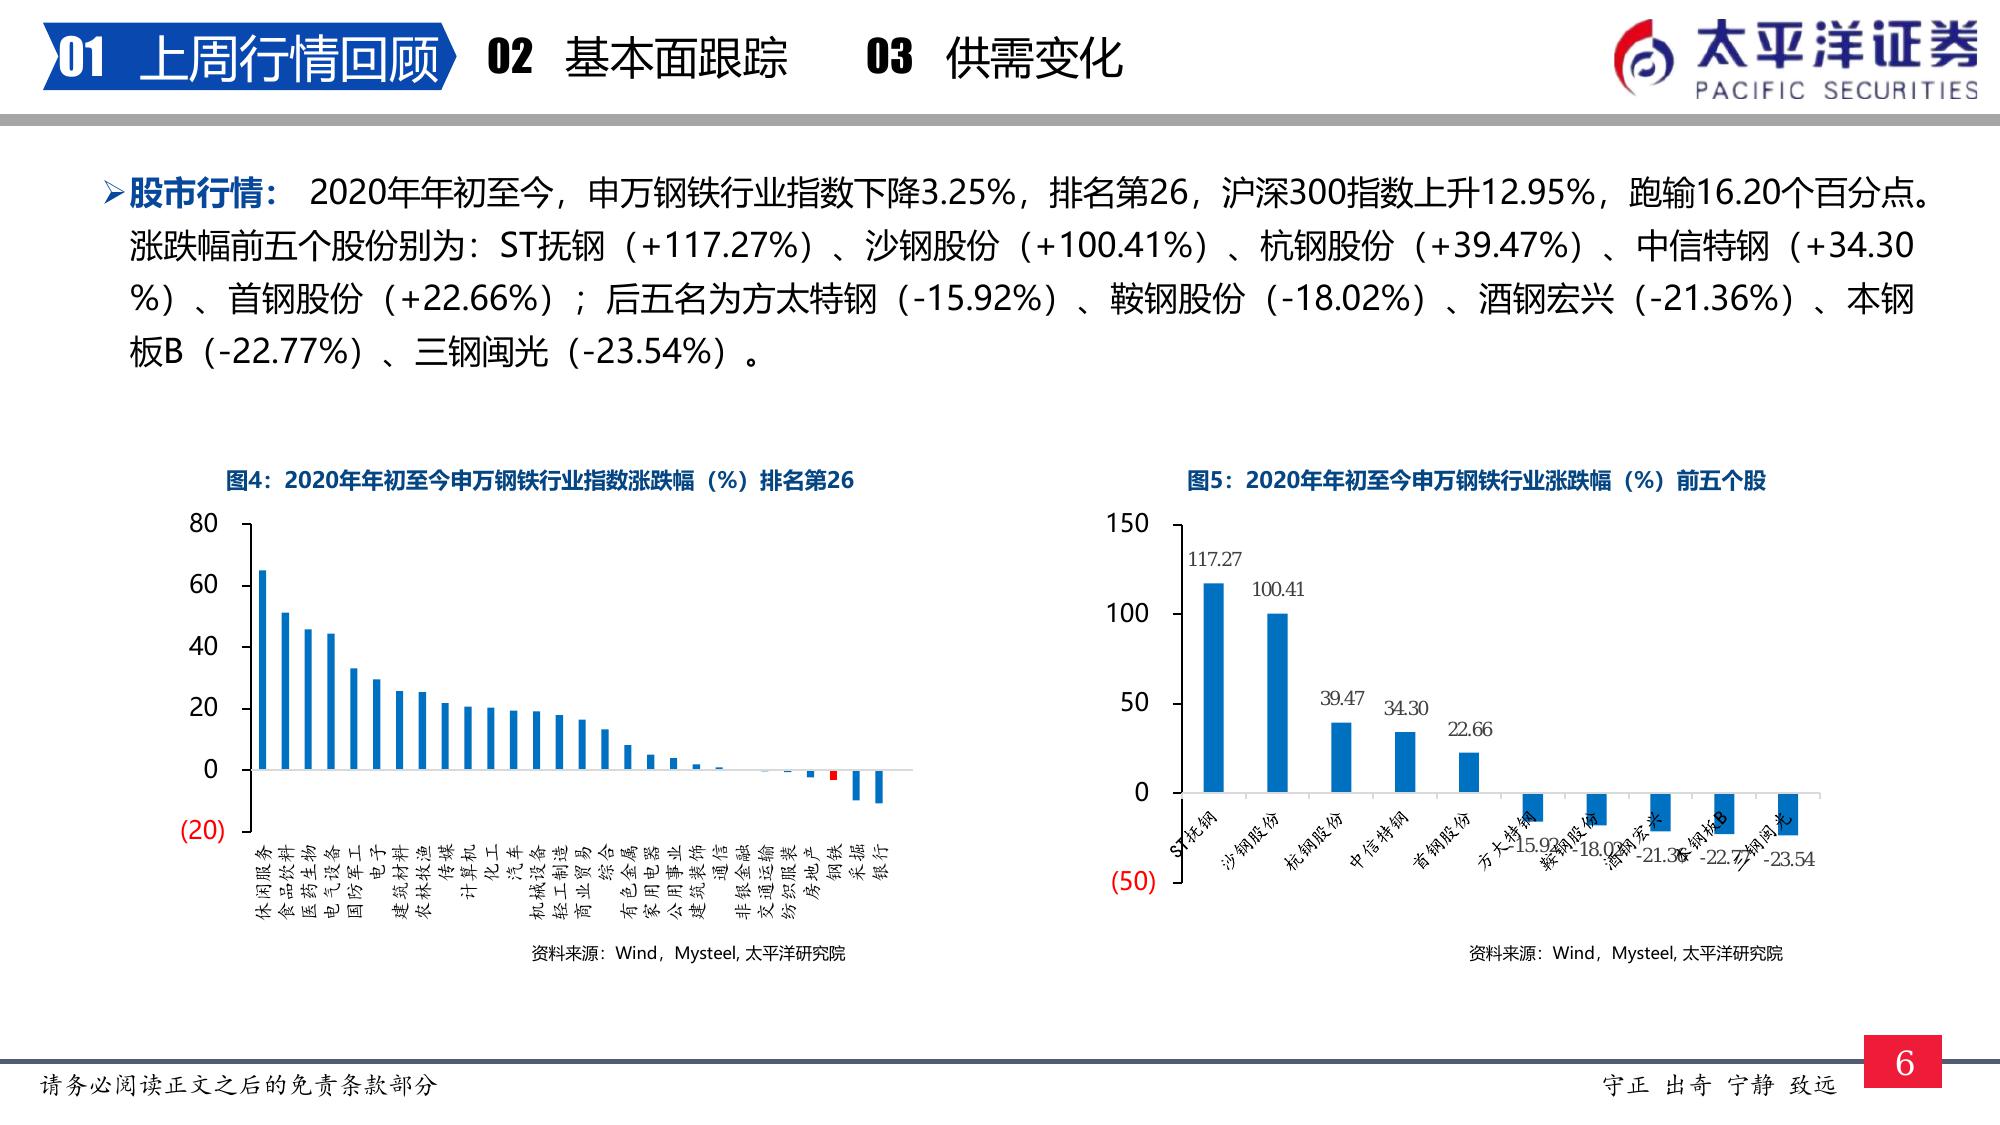 01 上周行情回顾 02 基本面跟踪 03 供需变化
太平洋证券
PACIFIC SECURITIES
➢股市行情： 2020年年初至今，申万钢铁行业指数下降3.25%，排名第26，沪深300指数上升12.95%，跑输16.20个百分点。
涨跌幅前五个股份别为：ST抚钢（+117.27%）、沙钢股份（+100.41%）、杭钢股份（+39.47%）、中信特钢（+34.30
%）、首钢股份（+22.66%）；后五名为方太特钢（-15.92%）、鞍钢股份（-18.02%）、酒钢宏兴（-21.36%）、本钢
板B（-22.77%）、三钢闽光（-23.54%）。
图4：2020年年初至今申万钢铁行业指数涨跌幅（%）排名第26
80
60
40
20
0
(20)
休闲服务
食品饮料
医药生物
电气设备
国防军工
电子
建筑材料
农林牧渔
传媒
计算机
化工
汽车
机械设备
轻工制造
商业贸易
综合
有色金属
家用电器
公用事业
建筑装饰
通信
非银金融
交通运输
纺织服装
房地产
钢铁
采掘
银行
资料来源：Wind，Mysteel, 太平洋研究院
图5：2020年年初至今申万钢铁行业涨跌幅（%）前五个股
150
100
50
0
(50)
117.27
100.41
39.47
34.30
22.66
-15.92
-18.02
-21.36
-22.77
-23.54
ST抚钢
沙钢股份
杭钢股份
中信特钢
首钢股份
方大特钢
鞍钢股份
酒钢宏兴
本钢板B
三钢闽光
资料来源：Wind，Mysteel, 太平洋研究院
请务必阅读正文之后的免责条款部分
守正 出奇 宁静 致远
6